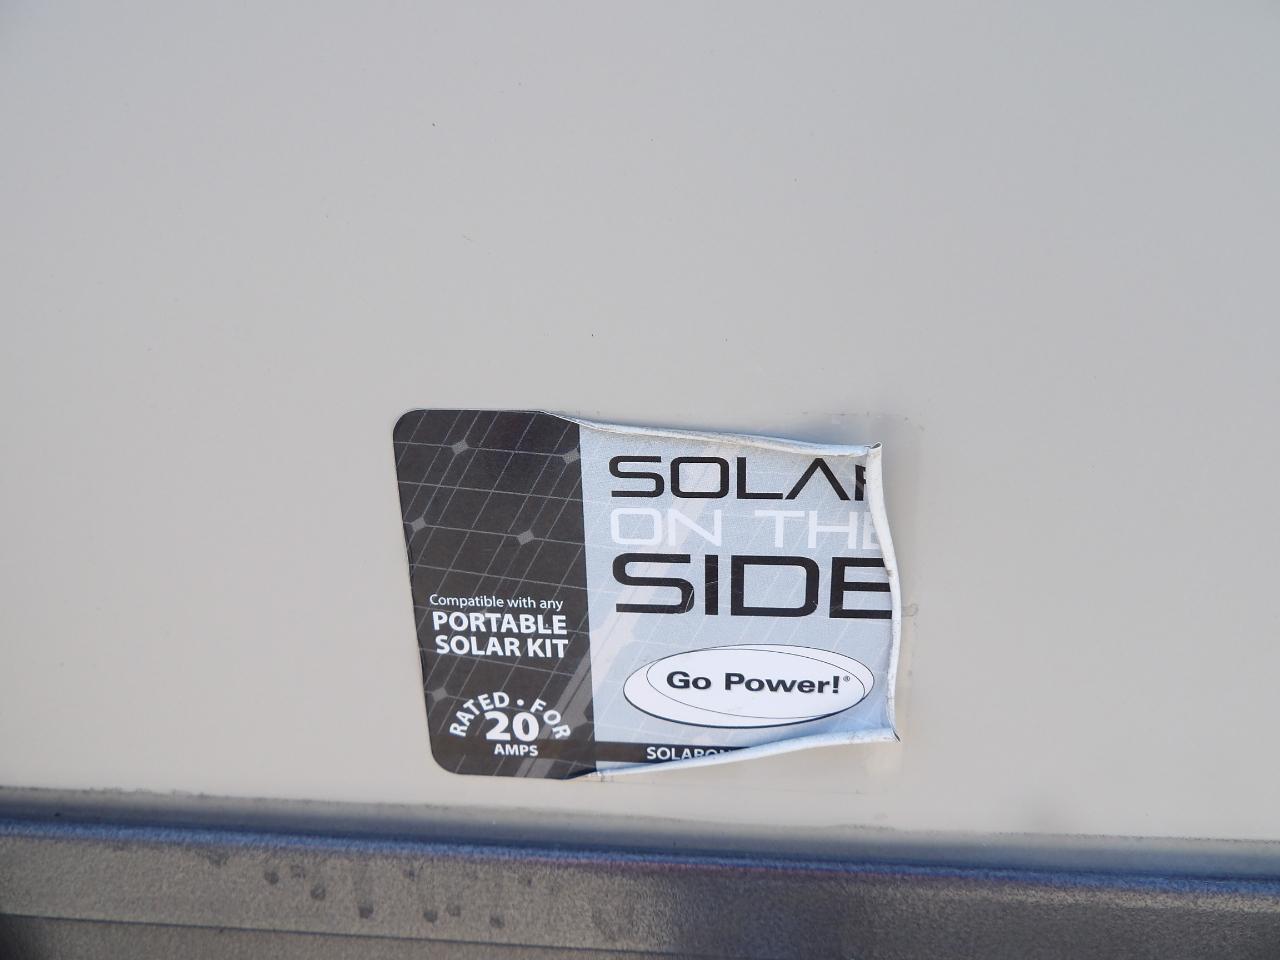 Compatible with any
PORTABLE
SOLAR KIT
RATED • FOR
20
AMPS
SOLAR
ON THE
SIDE
Go Power!®